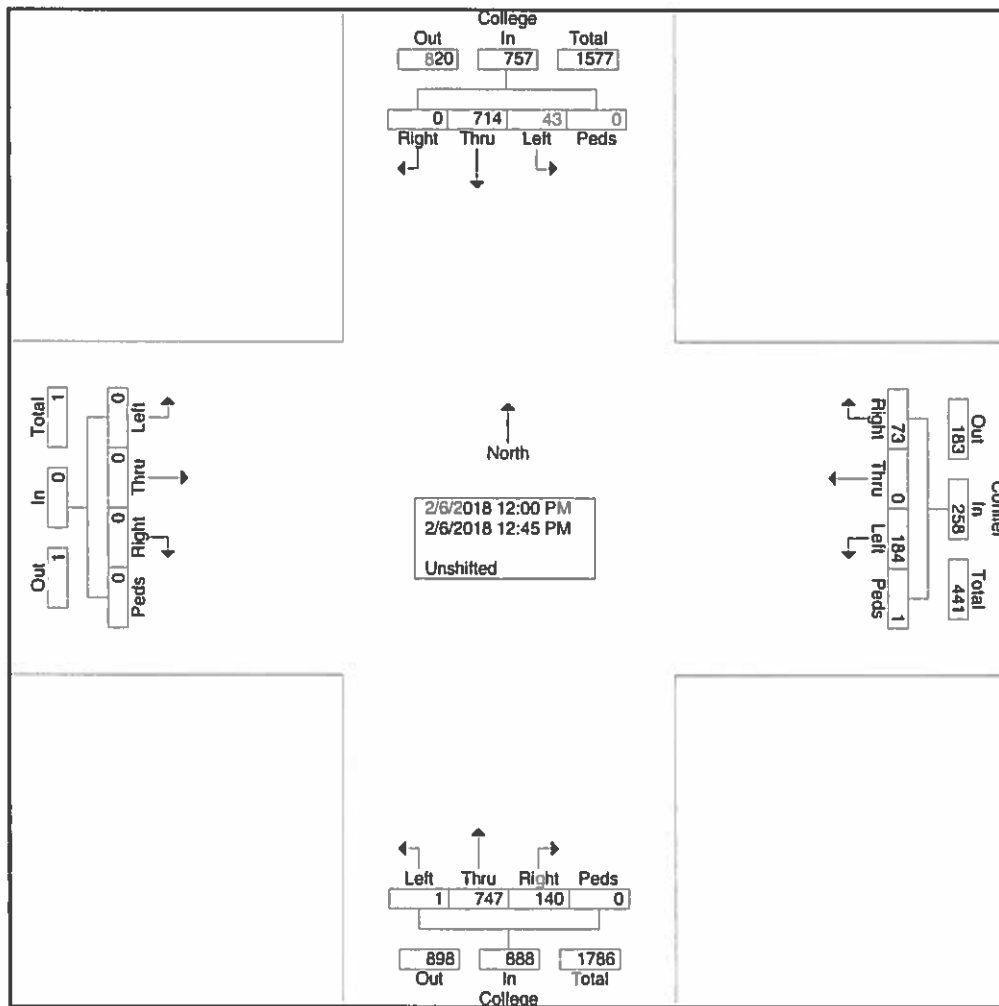 College
Out In Total
820 757 1577
0 714 43 0
Right Thru Left Peds
Total 1
In 0
Out 1
0 0 0 0
Left Thru Right Peds
North
2/6/2018 12:00 PM
2/6/2018 12:45 PM
Unshifted
Right Thru Left Peds
73 0 184 1
Out In Total
183 258 441
Left Thru Right Peds
1 747 140 0
898 888 1786
Out In Total
College